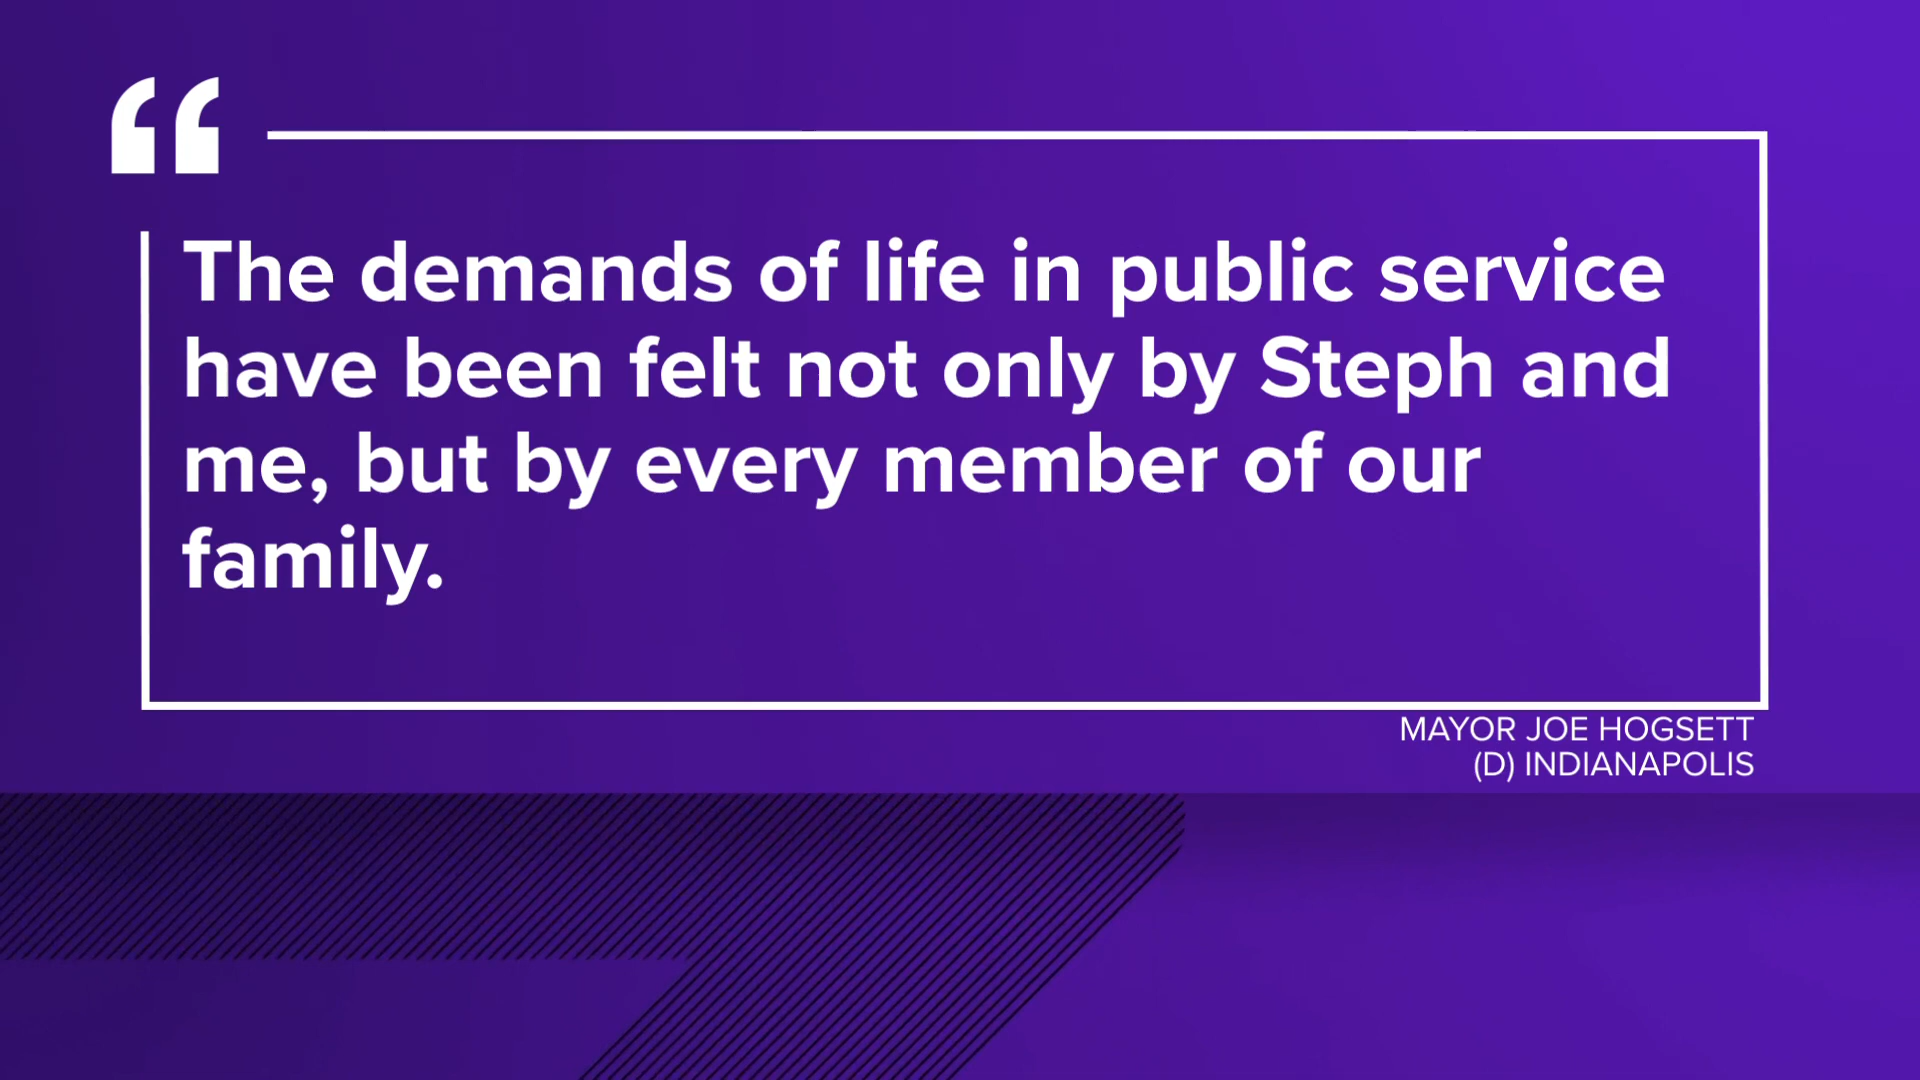 “
The demands of life in public service
have been felt not only by Steph and
me, but by every member of our
family.
MAYOR JOE HOGSETT
(D) INDIANAPOLIS